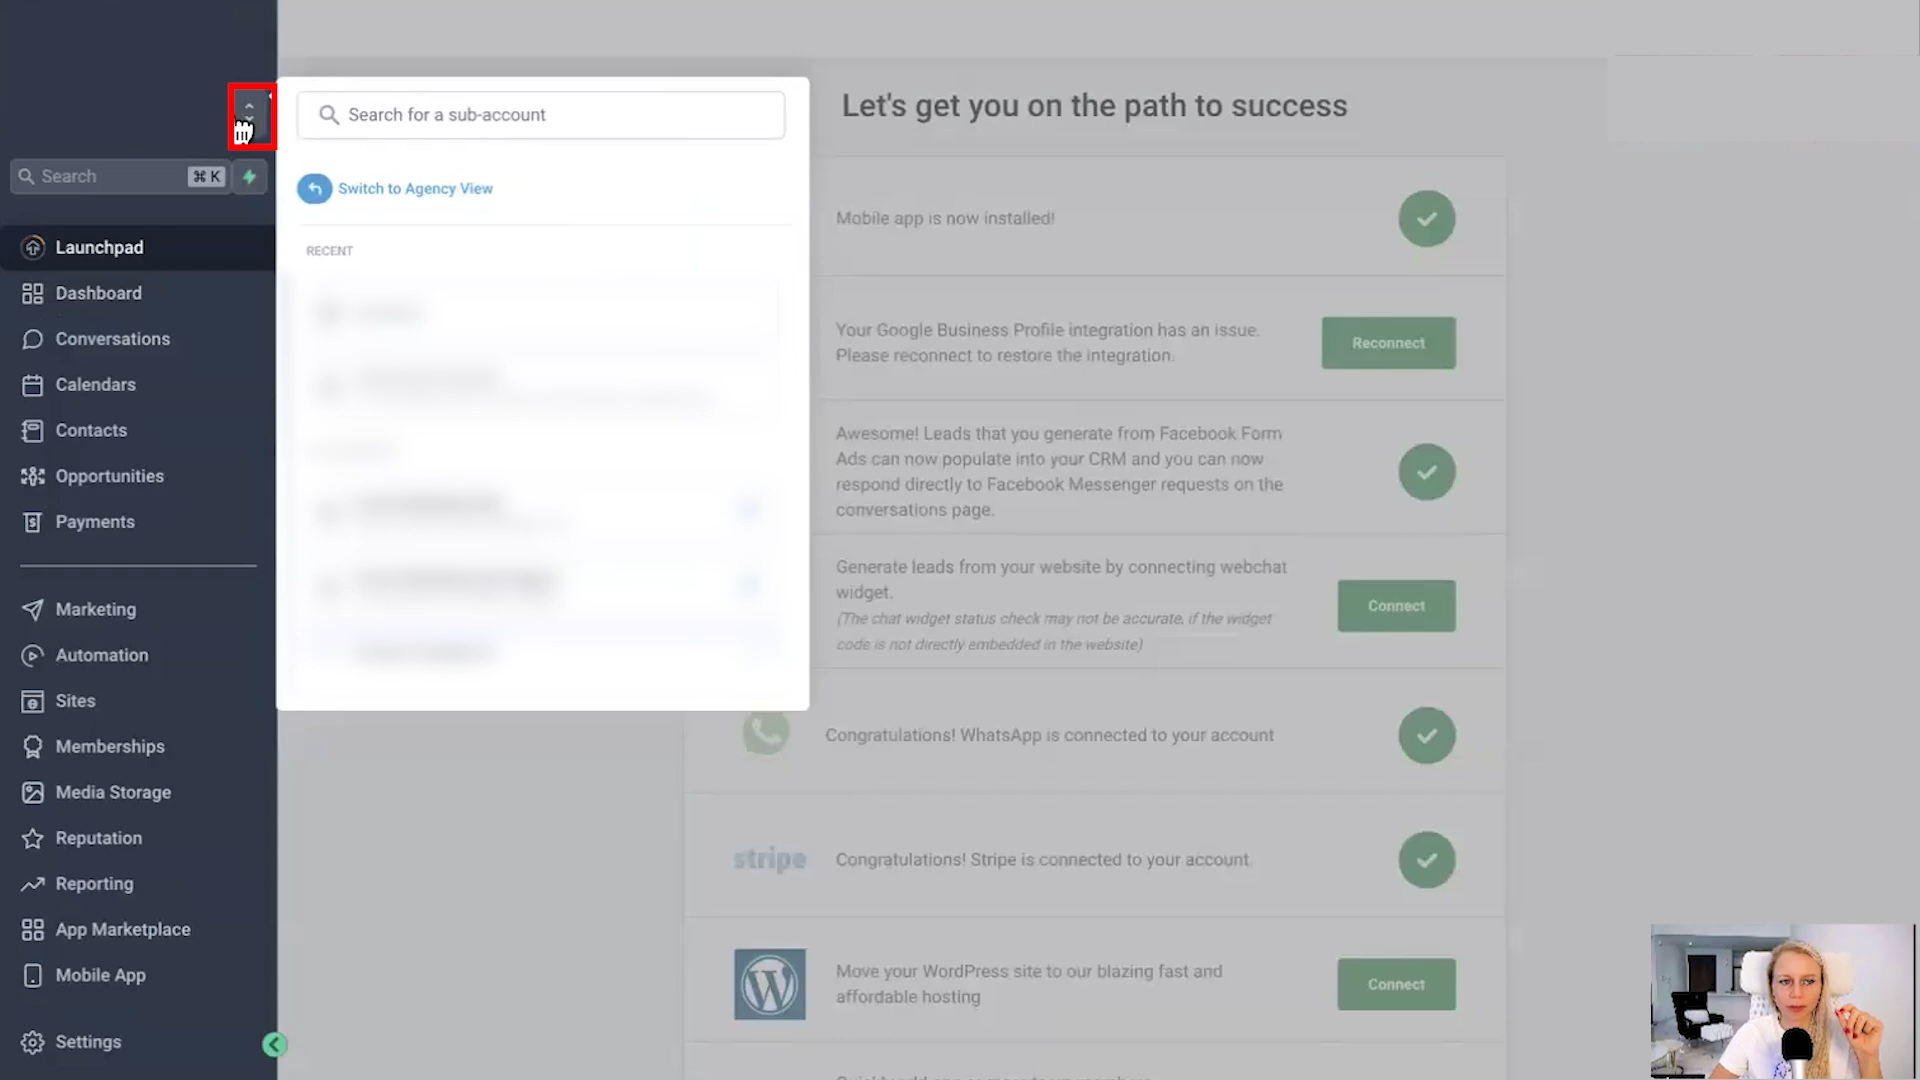 Search for a sub-account
Let's get you on the path to success
Search
⌘ K
Switch to Agency View
RECENT
Launchpad
Dashboard
Conversations
Calendars
Contacts
Opportunities
Payments
Marketing
Automation
Sites
Memberships
Media Storage
Reputation
Reporting
App Marketplace
Mobile App
Settings
Mobile app is now installed!
Your Google Business Profile integration has an issue.
Please reconnect to restore the integration.
Reconnect
Awesome! Leads that you generate from Facebook Form
Ads can now populate into your CRM and you can now
respond directly to Facebook Messenger requests on the
conversations page.
Generate leads from your website by connecting webchat
widget.
(The chat widget status check may not be accurate, if the widget
code is not directly embedded in the website)
Connect
Congratulations! WhatsApp is connected to your account
stripe
Congratulations! Stripe is connected to your account.
Move your WordPress site to our blazing fast and
affordable hosting
Connect